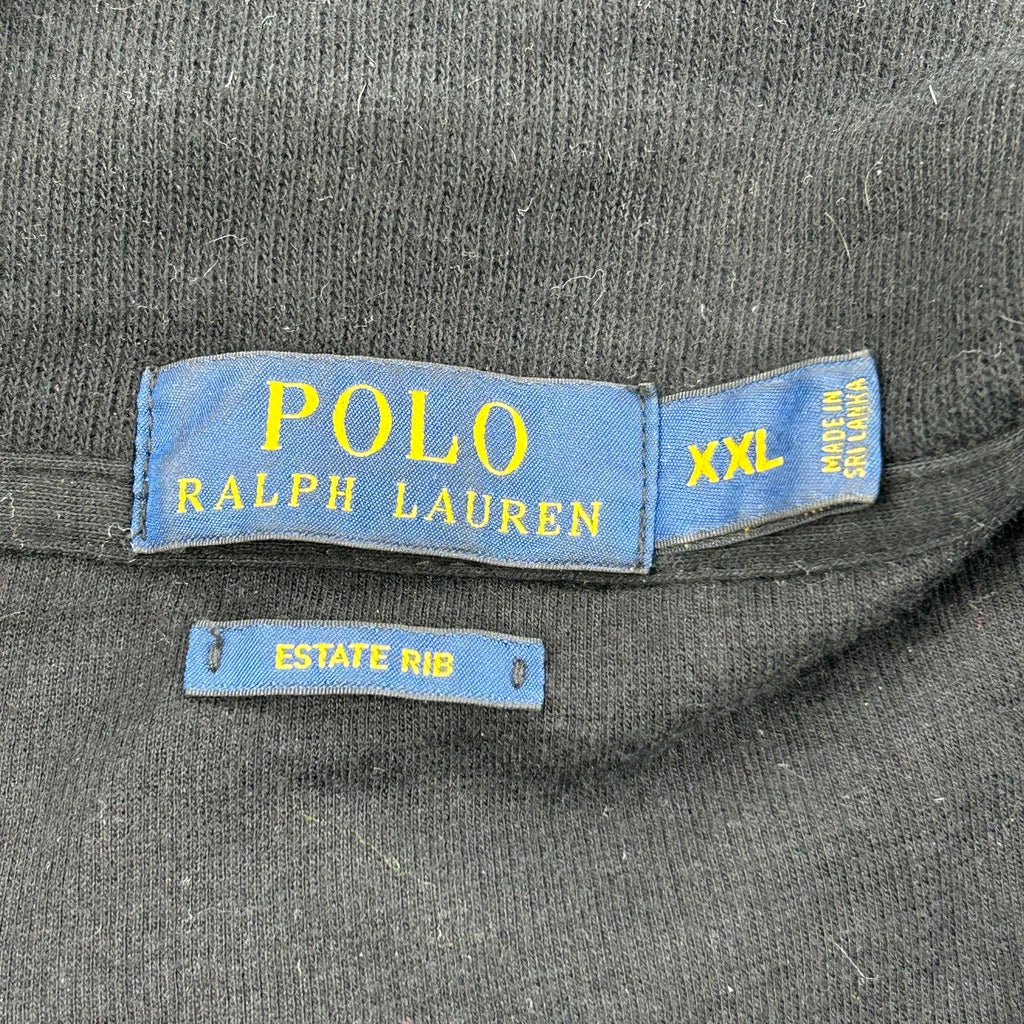 POLO
RALPH LAUREN
XXL
MADE IN
SRI LANKA
ESTATE RIB